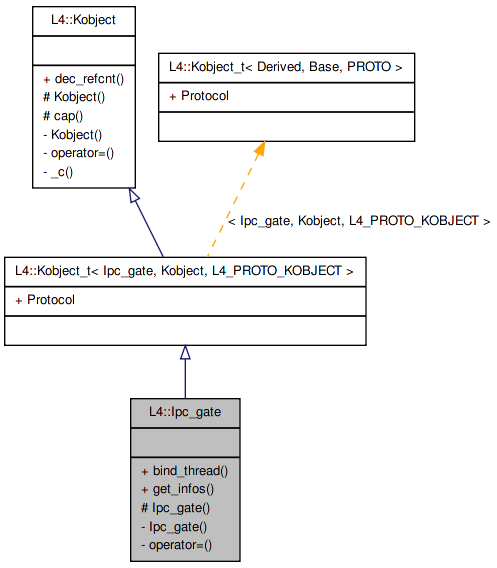 L4::Kobject
+ dec_refcnt()
# Kobject()
# cap()
- Kobject()
- operator=()
- _c()
L4::Kobject_t< Derived, Base, PROTO >
+ Protocol
< Ipc_gate, Kobject, L4_PROTO_KOBJECT >
L4::Kobject_t< Ipc_gate, Kobject, L4_PROTO_KOBJECT >
+ Protocol
L4::Ipc_gate
+ bind_thread()
+ get_infos()
# Ipc_gate()
- Ipc_gate()
- operator=()